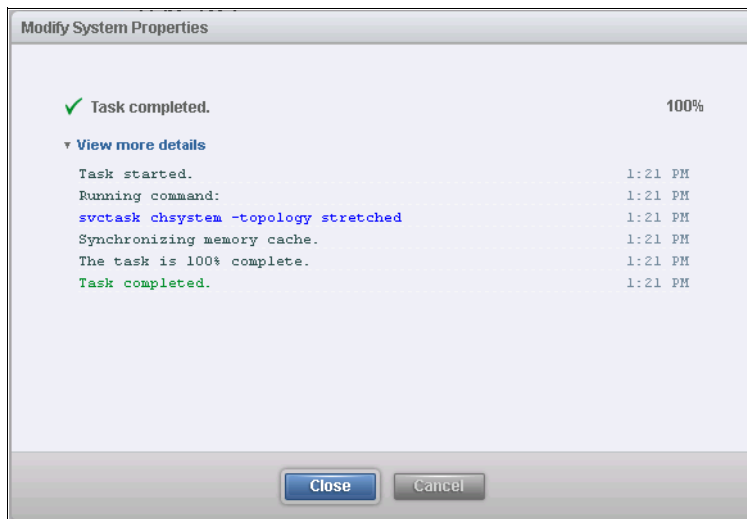 Modify System Properties
✓ Task completed. 100%
▾ View more details
Task started. 1:21 PM
Running command: 1:21 PM
svctask chsystem -topology stretched 1:21 PM
Synchronizing memory cache. 1:21 PM
The task is 100% complete. 1:21 PM
Task completed. 1:21 PM
Close Cancel